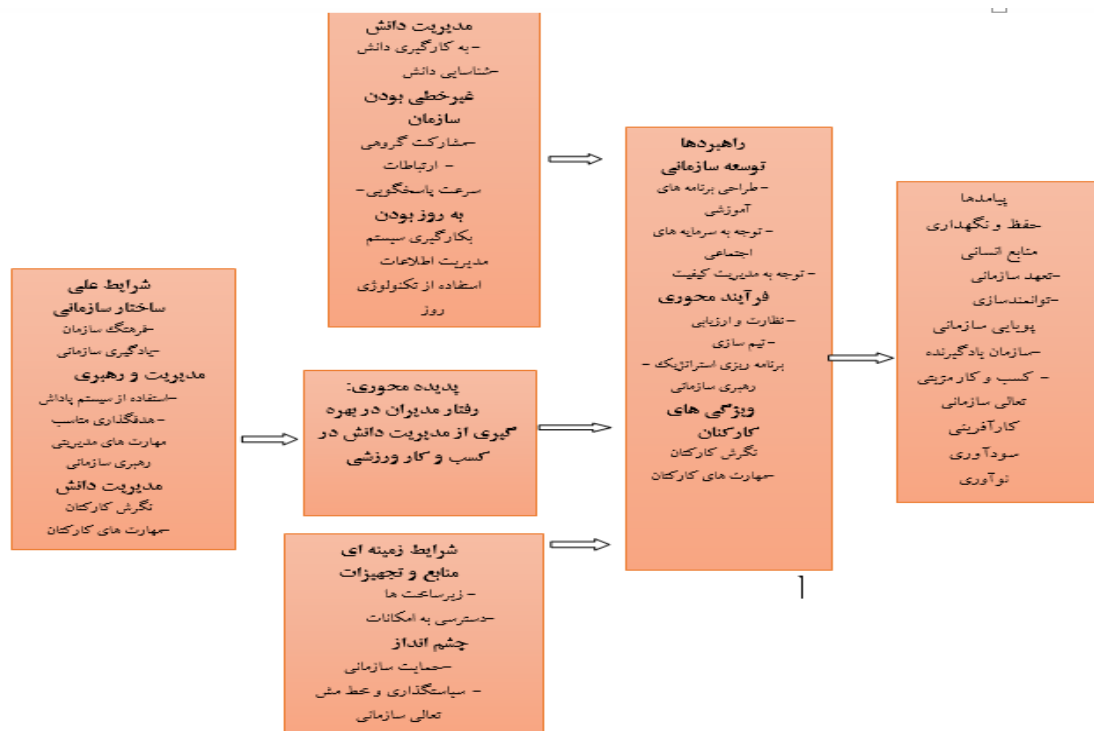 مدیریت دانش
- به کارگیری دانش
-شناسایی دانش
غیرخطی بودن
سازمان
-مشارکت گروهی
- ارتباطات
سرعت پاسخگویی-
به روز بودن
بکارگیری سیستم
مدیریت اطلاعات
استفاده از تکنولوژی
روز
راهبردها
توسعه سازمانی
- طراحی برنامه های
آموزشی
- توجه به سرمایه های
اجتماعی
- توجه به مدیریت کیفیت
فرآیند محوری
-نظارت و ارزیابی
- تیم سازی
برنامه ریزی استراتژیک-
رهبری سازمانی
ویژگی های
کارکنان
نگرش کارکنان
-مهارت های کارکنان
پیامدها
حفظ و نگهداری
منابع انسانی
-تعهد سازمانی
-توانمندسازی
پویایی سازمانی
-سازمان یادگیرنده
- کسب و کار مزیتی
تعالی سازمانی
کارآفرینی
سودآوری
نوآوری
شرایط علی
ساختار سازمانی
-فرهنگ سازمان
-یادگیری سازمانی
مدیریت و رهبری
-استفاده از سیستم پاداش
-هدفگذاری مناسب
مهارت های مدیریتی
رهبری سازمانی
مدیریت دانش
نگرش کارکنان
-مهارت های کارکنان
پدیده محوری:
رفتار مدیران در بهره
گیری از مدیریت دانش در
کسب و کار ورزشی
شرایط زمینه ای
منابع و تجهیزات
- زیرساخت ها
-دسترسی به امکانات
چشم انداز
-حمایت سازمانی
- سیاستگذاری و خط مش
تعالی سازمانی